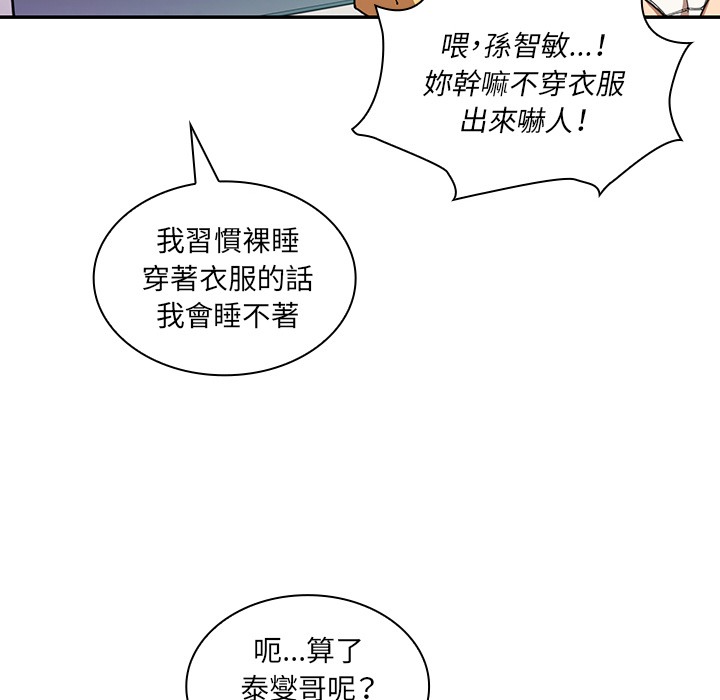 喂，孫智敏...！
妳幹嘛不穿衣服
出來嚇人！
我習慣裸睡
穿著衣服的話
我會睡不著
呃...算了
泰燮哥呢？